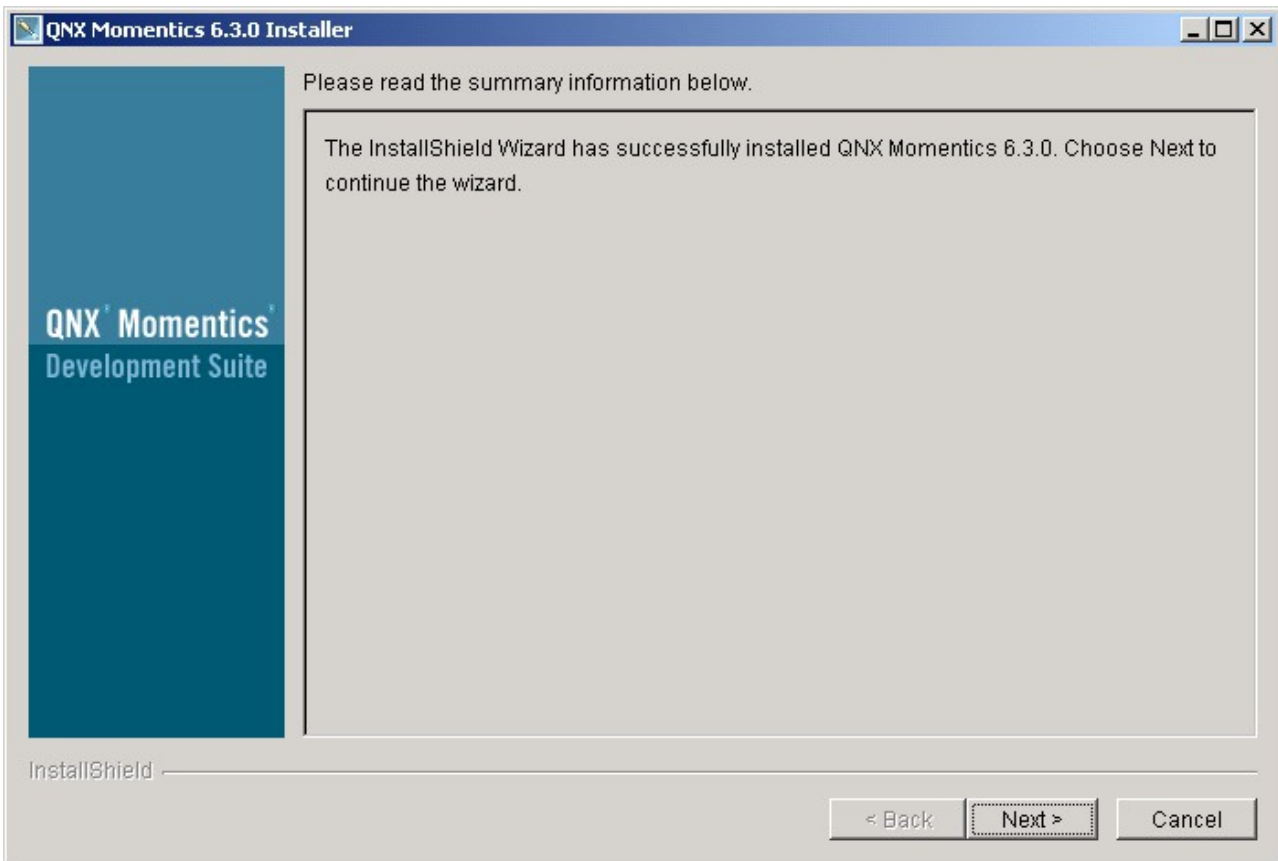 QNX Momentics 6.3.0 Installer
Please read the summary information below.
The InstallShield Wizard has successfully installed QNX Momentics 6.3.0. Choose Next to
continue the wizard.
QNX Momentics
Development Suite
InstallShield
< Back
Next >
Cancel